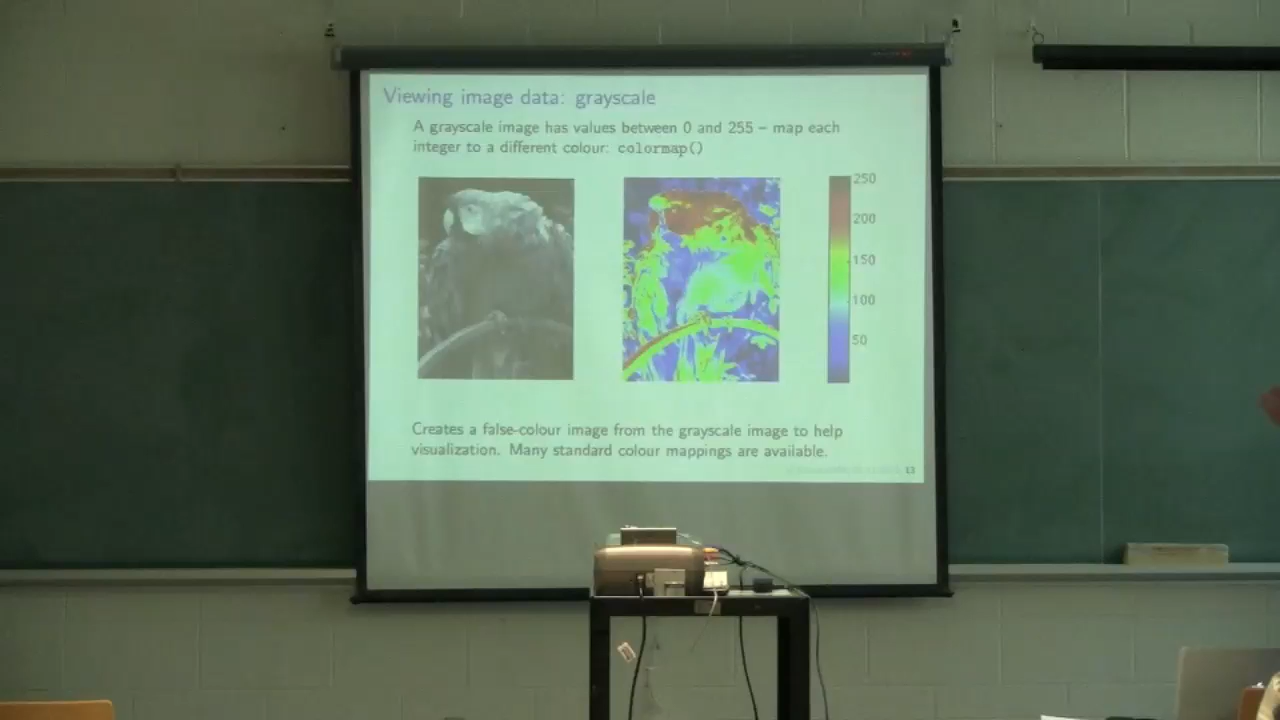 Viewing image data: grayscale
A grayscale image has values between 0 and 255 – map each
integer to a different colour: colormap()
250
200
150
100
50
Creates a false-colour image from the grayscale image to help
visualization. Many standard colour mappings are available.
13